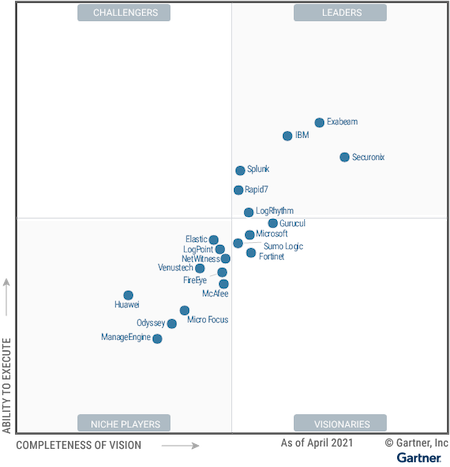 CHALLENGERS
LEADERS
Exabeam
IBM
Securonix
Splunk
Rapid7
LogRhythm
Gurucul
Microsoft
Elastic
Sumo Logic
LogPoint
Fortinet
NetWitness
Venustech
FireEye
McAfee
Huawei
Micro Focus
Odyssey
ManageEngine
NICHE PLAYERS
VISIONARIES
ABILITY TO EXECUTE
COMPLETENESS OF VISION
As of April 2021
© Gartner, Inc
Gartner